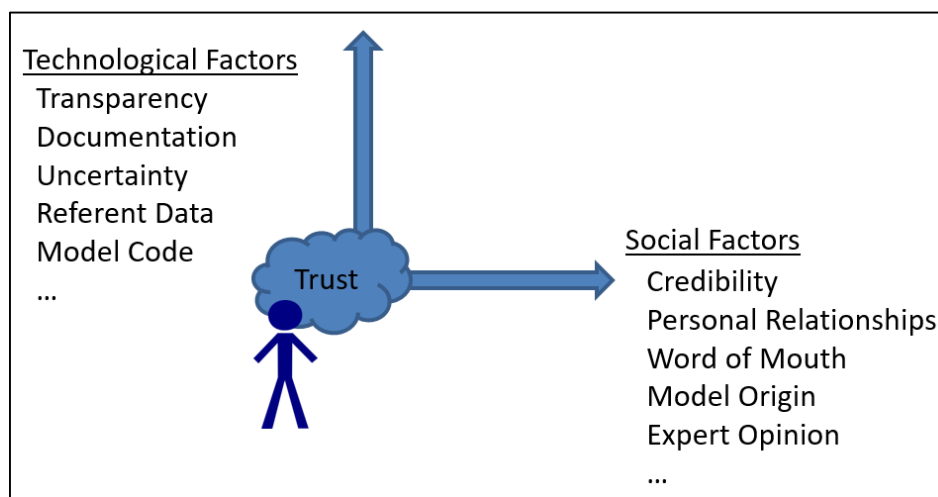 Technological Factors
Transparency
Documentation
Uncertainty
Referent Data
Model Code
...
Trust
Social Factors
Credibility
Personal Relationships
Word of Mouth
Model Origin
Expert Opinion
...